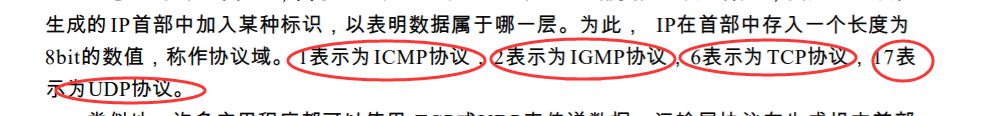 生成的IP首部中加入某种标识，以表明数据属于哪一层。为此， IP在首部中存入一个长度为
8bit的数值，称作协议域。1表示为ICMP协议，2表示为IGMP协议，6表示为TCP协议，17表
示为UDP协议。